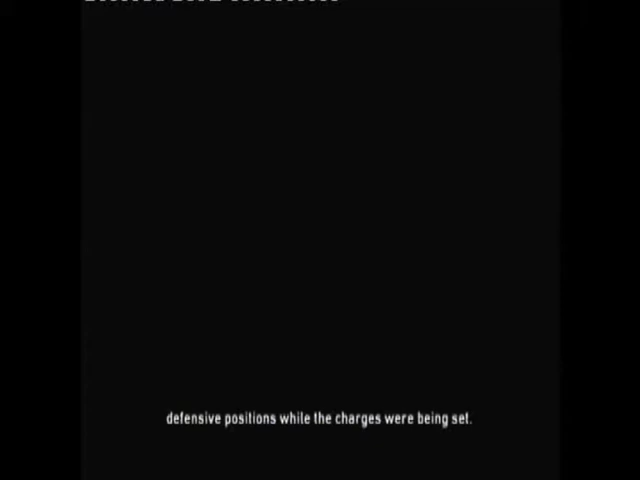 defensive positions while the charges were being set.